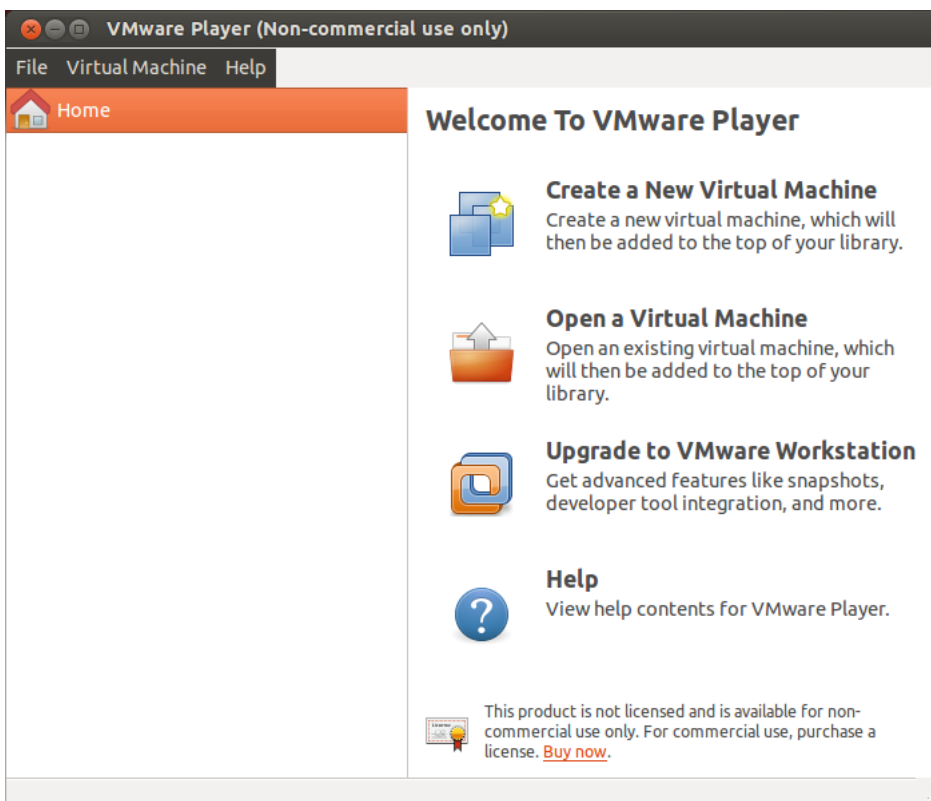 VMware Player (Non-commercial use only)
File Virtual Machine Help
Home
Welcome To VMware Player
Create a New Virtual Machine
Create a new virtual machine, which will
then be added to the top of your library.
Open a Virtual Machine
Open an existing virtual machine, which
will then be added to the top of your
library.
Upgrade to VMware Workstation
Get advanced features like snapshots,
developer tool integration, and more.
Help
View help contents for VMware Player.
This product is not licensed and is available for non-
commercial use only. For commercial use, purchase a
license. Buy now.